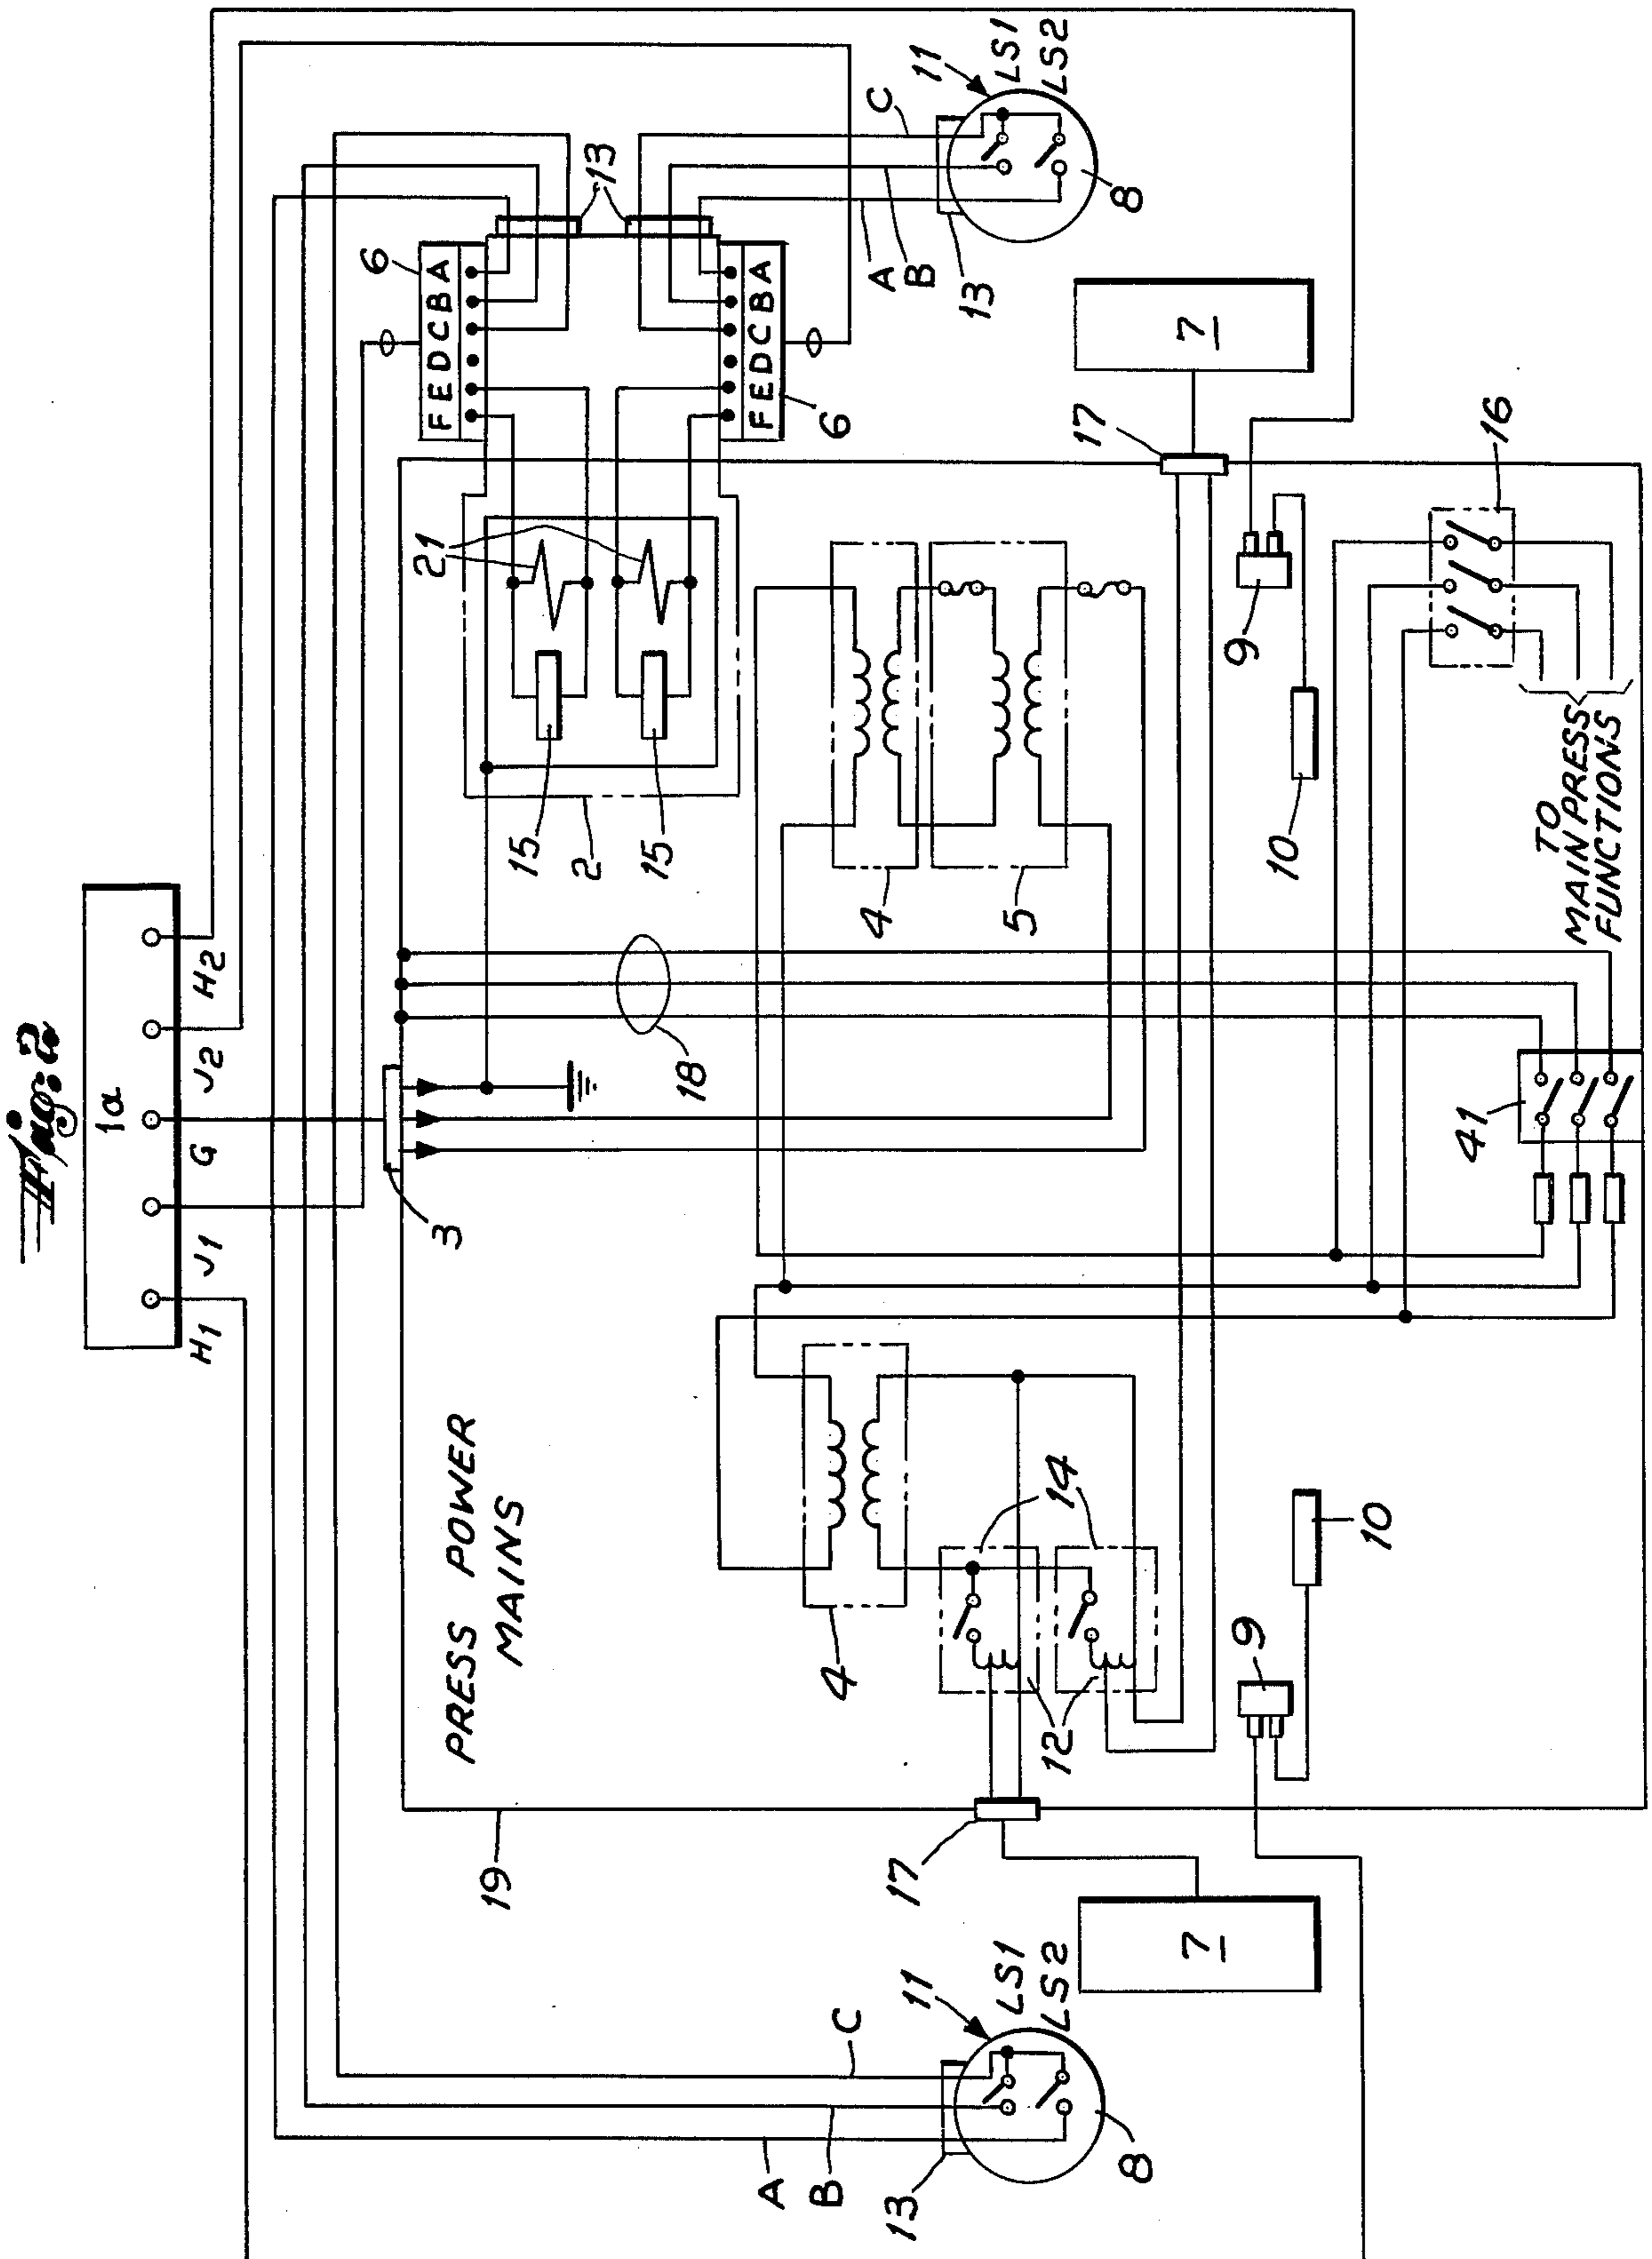 Fig. 2
1a
H1 J1 G J2 H2
3
PRESS POWER
MAINS
19
18
21
15
2
15
6
F E D C B A
13
F E D C B A
6
4
5
4
14
12
17
17
7
7
9
9
10
10
16
TO
MAIN PRESS
FUNCTIONS
41
A
B
C
11
LS1
LS2
13
8
A
B
C
11
LS1
LS2
13
8